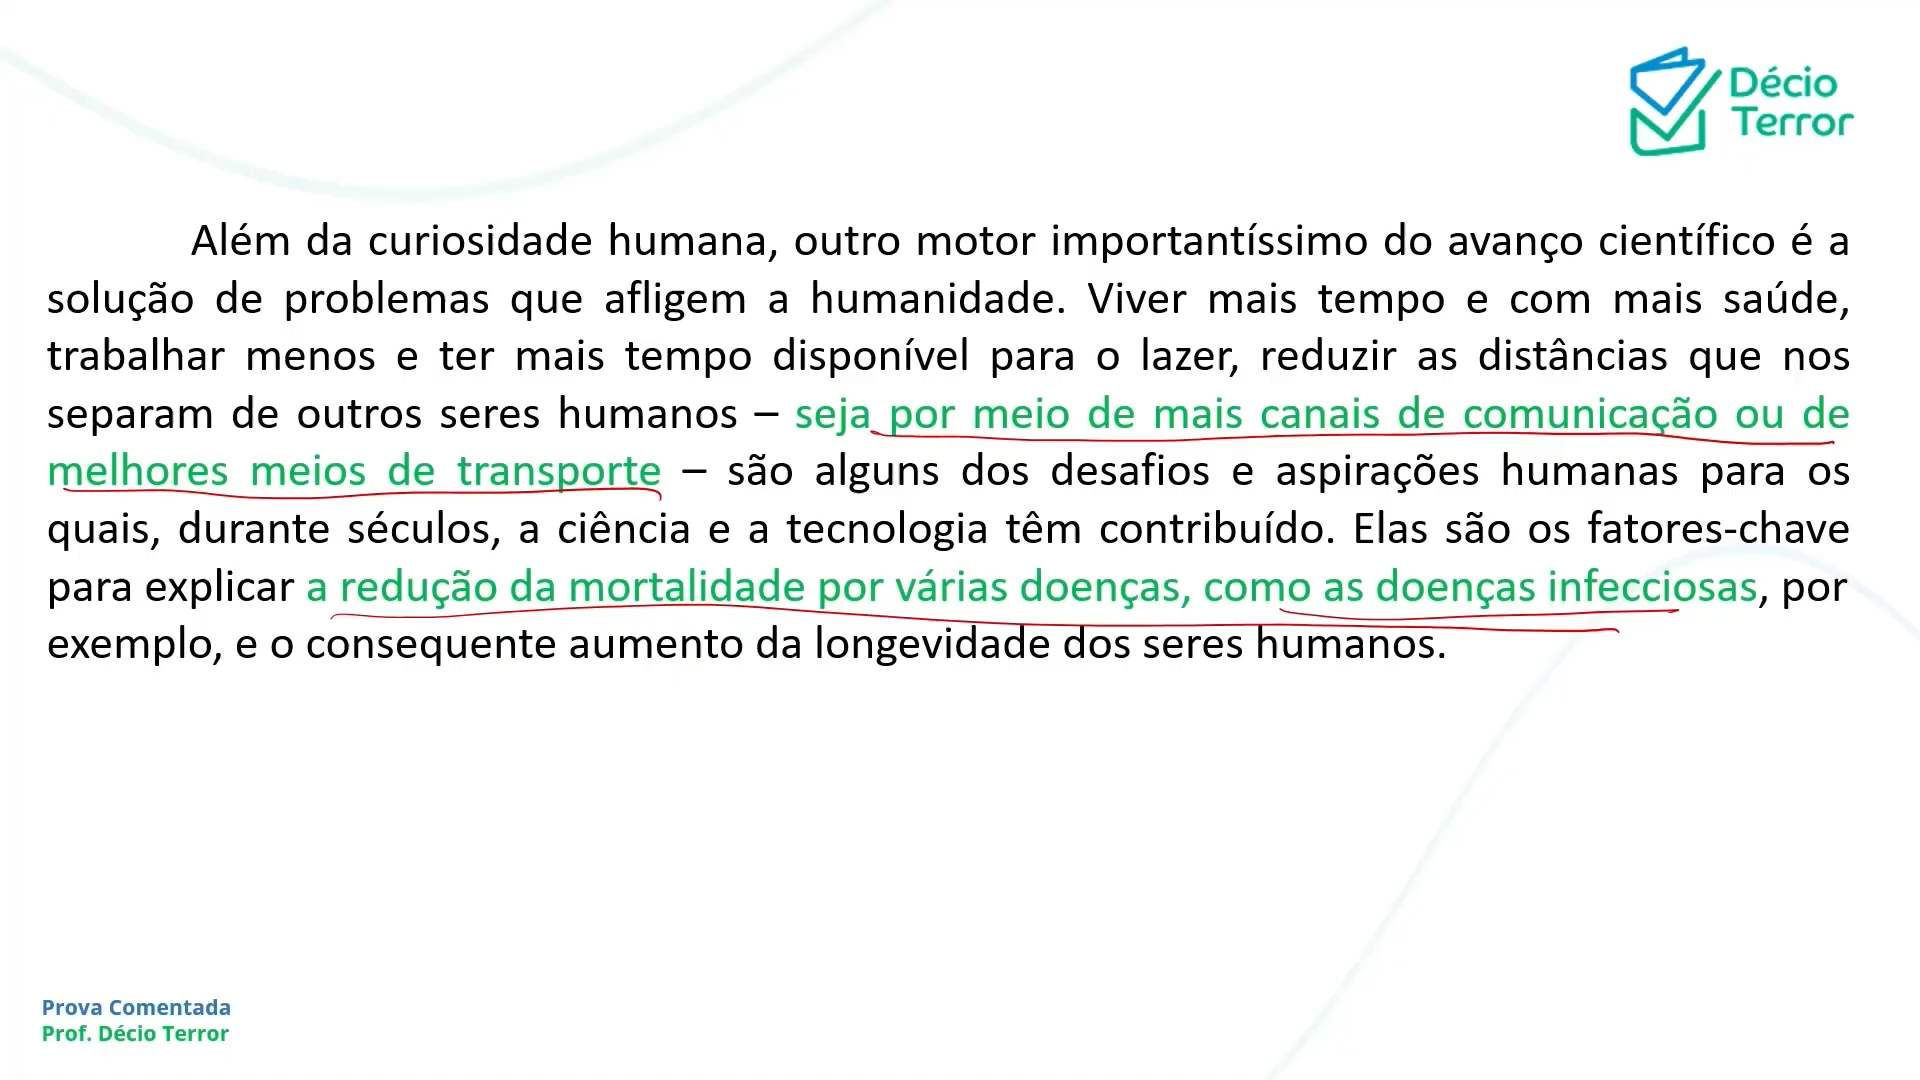 Décio
Terror
Além da curiosidade humana, outro motor importantíssimo do avanço científico é a
solução de problemas que afligem a humanidade. Viver mais tempo e com mais saúde,
trabalhar menos e ter mais tempo disponível para o lazer, reduzir as distâncias que nos
separam de outros seres humanos – seja por meio de mais canais de comunicação ou de
melhores meios de transporte – são alguns dos desafios e aspirações humanas para os
quais, durante séculos, a ciência e a tecnologia têm contribuído. Elas são os fatores-chave
para explicar a redução da mortalidade por várias doenças, como as doenças infecciosas, por
exemplo, e o consequente aumento da longevidade dos seres humanos.
Prova Comentada
Prof. Décio Terror